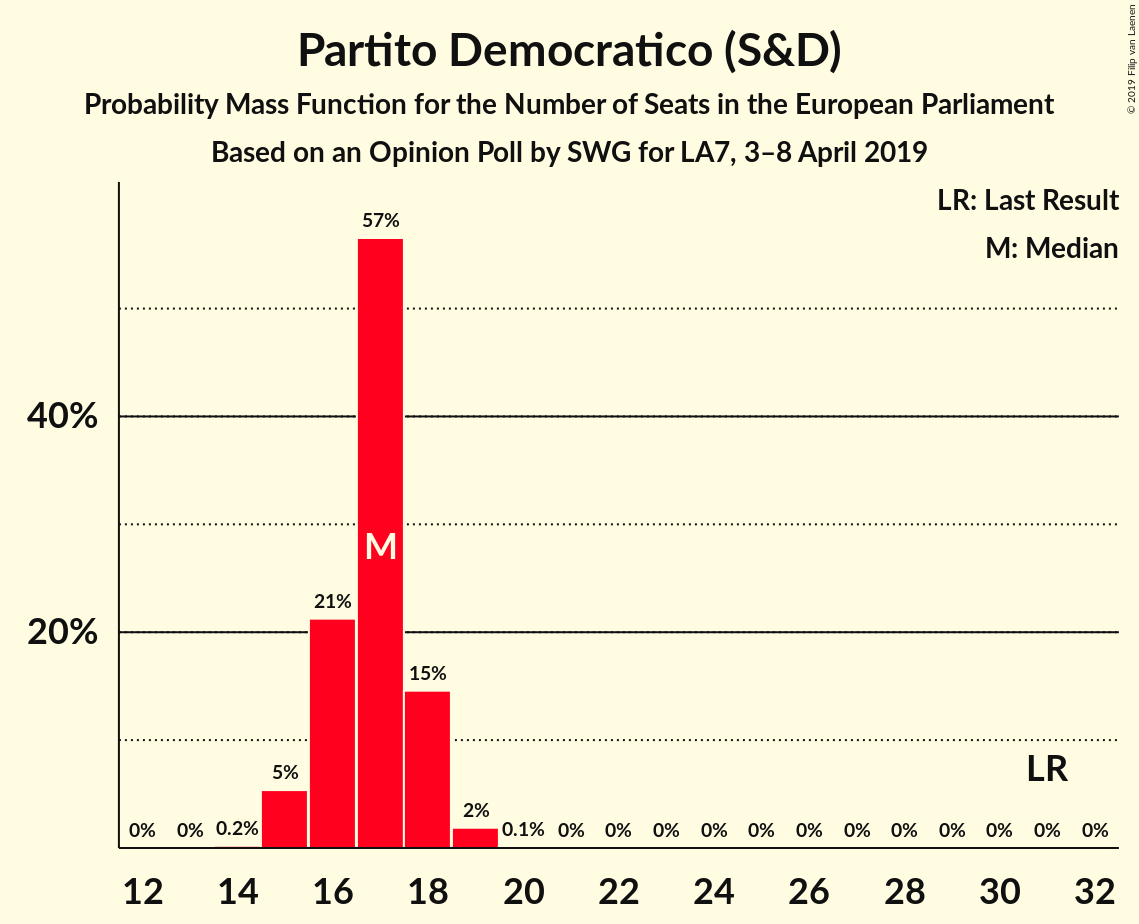 Partito Democratico (S&D)
Probability Mass Function for the Number of Seats in the European Parliament
Based on an Opinion Poll by SWG for LA7, 3–8 April 2019
© 2019 Filip van Laenen
LR: Last Result
M: Median
57%
40%
M
21%
20%
15%
LR
5%
2%
0% 0% 0.2% 0.1% 0% 0% 0% 0% 0% 0% 0% 0% 0% 0% 0% 0%
12 14 16 18 20 22 24 26 28 30 32